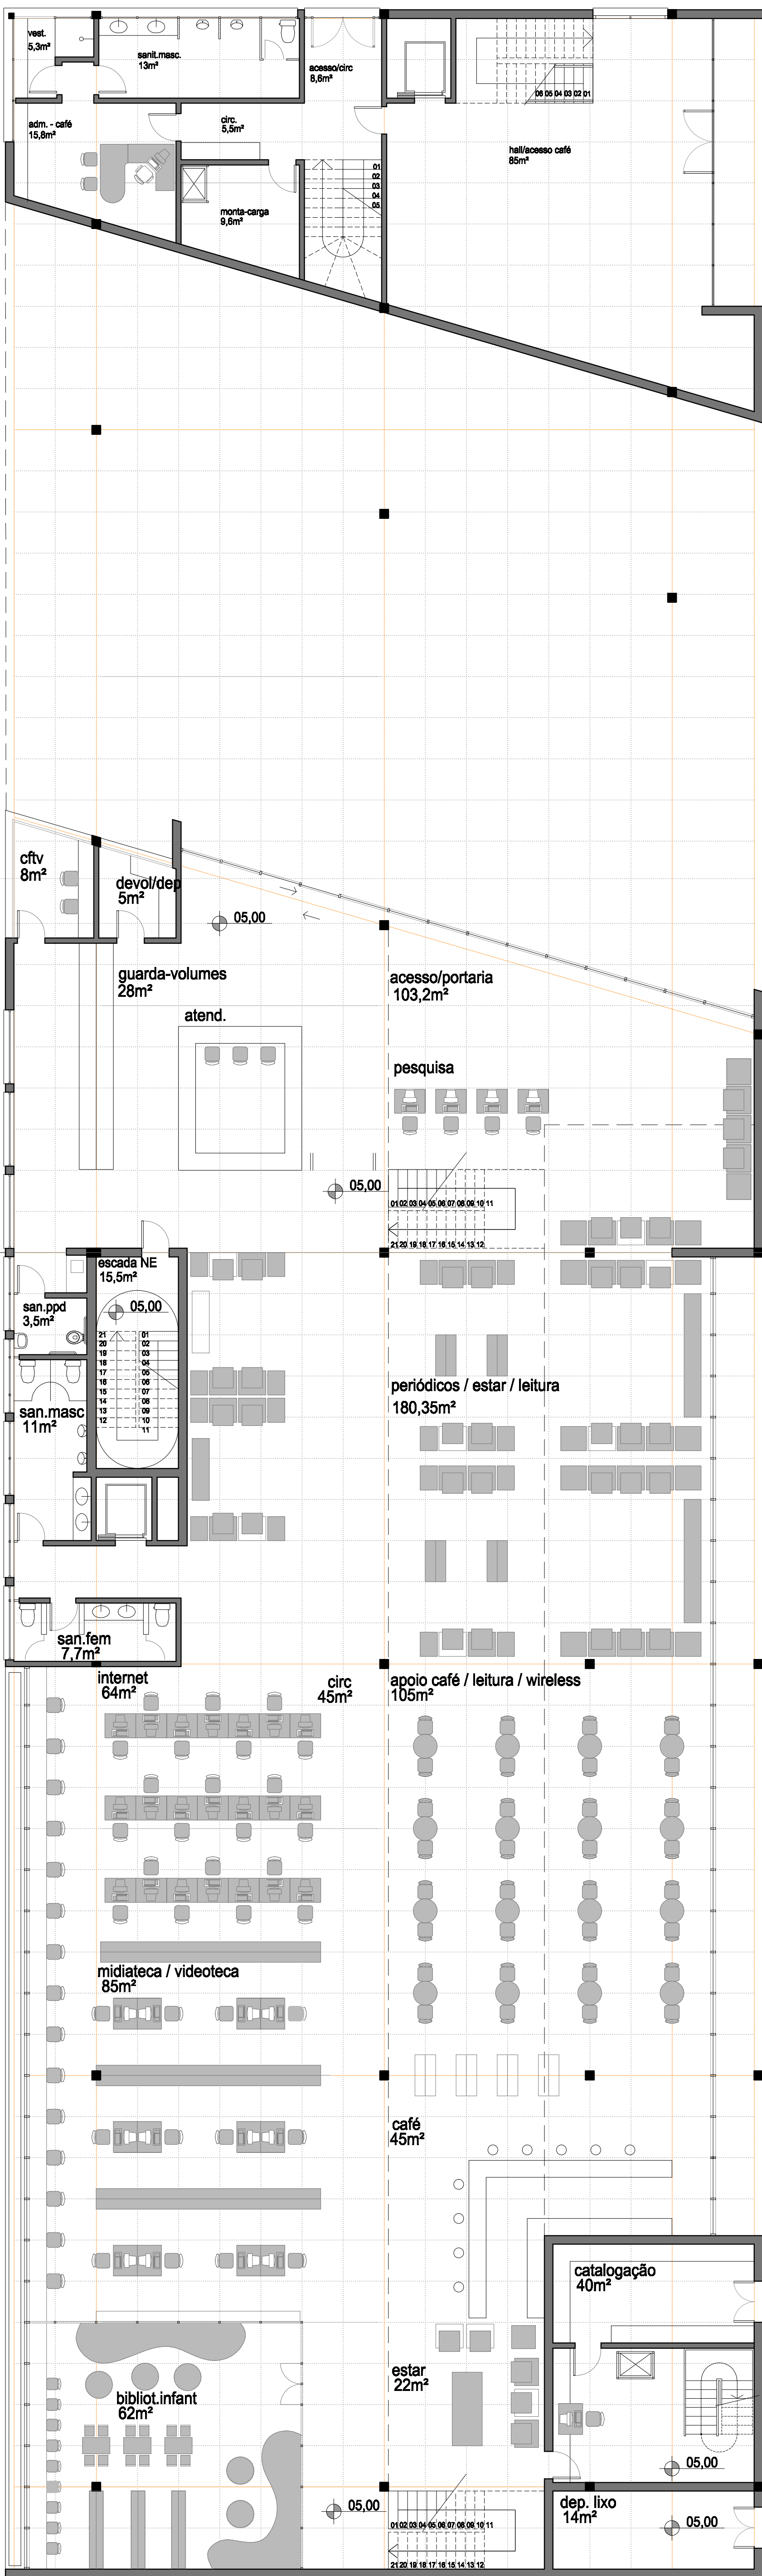 vest.
5,3m²
sanit.masc.
13m²
acesso/circ
8,6m²
06 05 04 03 02 01
adm. - café
15,8m²
circ.
5,5m²
hall/acesso café
85m²
01
02
03
04
05
monta-carga
9,6m²
cftv
8m²
devol/dep
5m²
05,00
guarda-volumes
28m²
acesso/portaria
103,2m²
atend.
pesquisa
05,00
01 02 03 04 05 06 07 08 09 10 11
21 20 19 18 17 16 15 14 13 12
escada NE
15,5m²
san.ppd
3,5m²
05,00
21
20
19
18
17
16
15
14
13
12
01
02
03
04
05
06
07
08
09
10
11
periódicos / estar / leitura
180,35m²
san.masc
11m²
san.fem
7,7m²
internet
64m²
circ
45m²
apoio café / leitura / wireless
105m²
midiateca / videoteca
85m²
café
45m²
catalogação
40m²
estar
22m²
bibliot.infant
62m²
05,00
dep. lixo
14m²
05,00
05,00
01 02 03 04 05 06 07 08 09 10 11
21 20 19 18 17 16 15 14 13 12